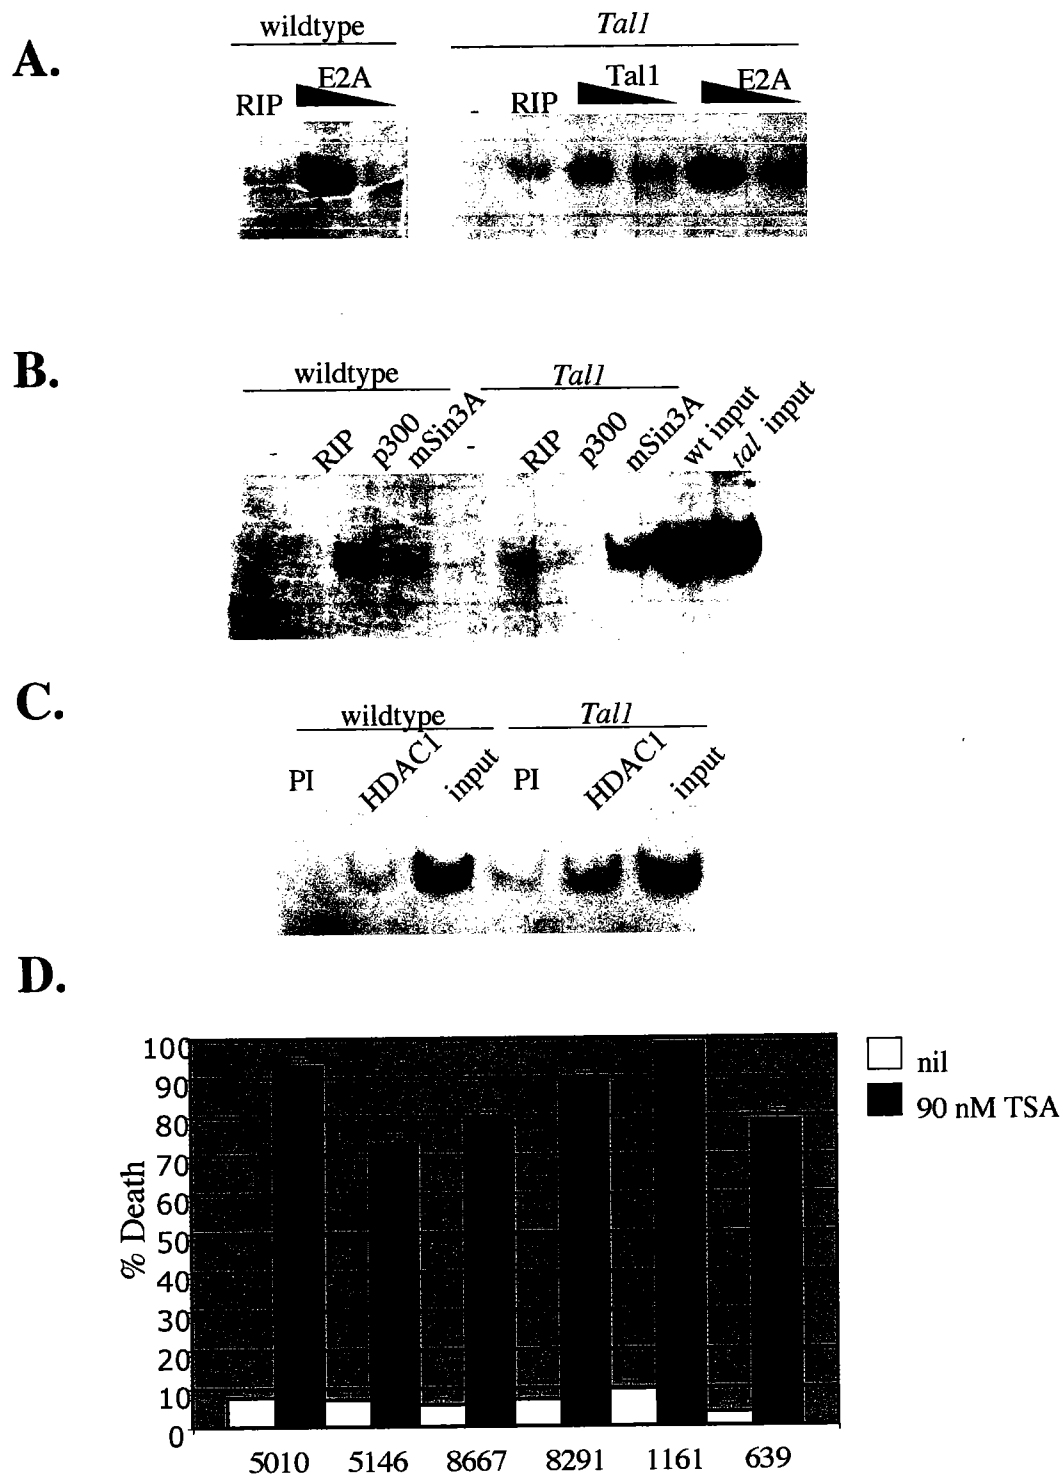 A.
wildtype
Tal1
RIP
E2A
-
RIP
Tal1
E2A
B.
wildtype
Tal1
-
RIP
p300
mSin3A
-
RIP
p300
mSin3A
wt input
tal input
C.
wildtype
Tal1
PI
HDAC1
input
PI
HDAC1
input
D.
% Death
100
90
80
70
60
50
40
30
20
10
0
5010 5146 8667 8291 1161 639
nil
90 nM TSA